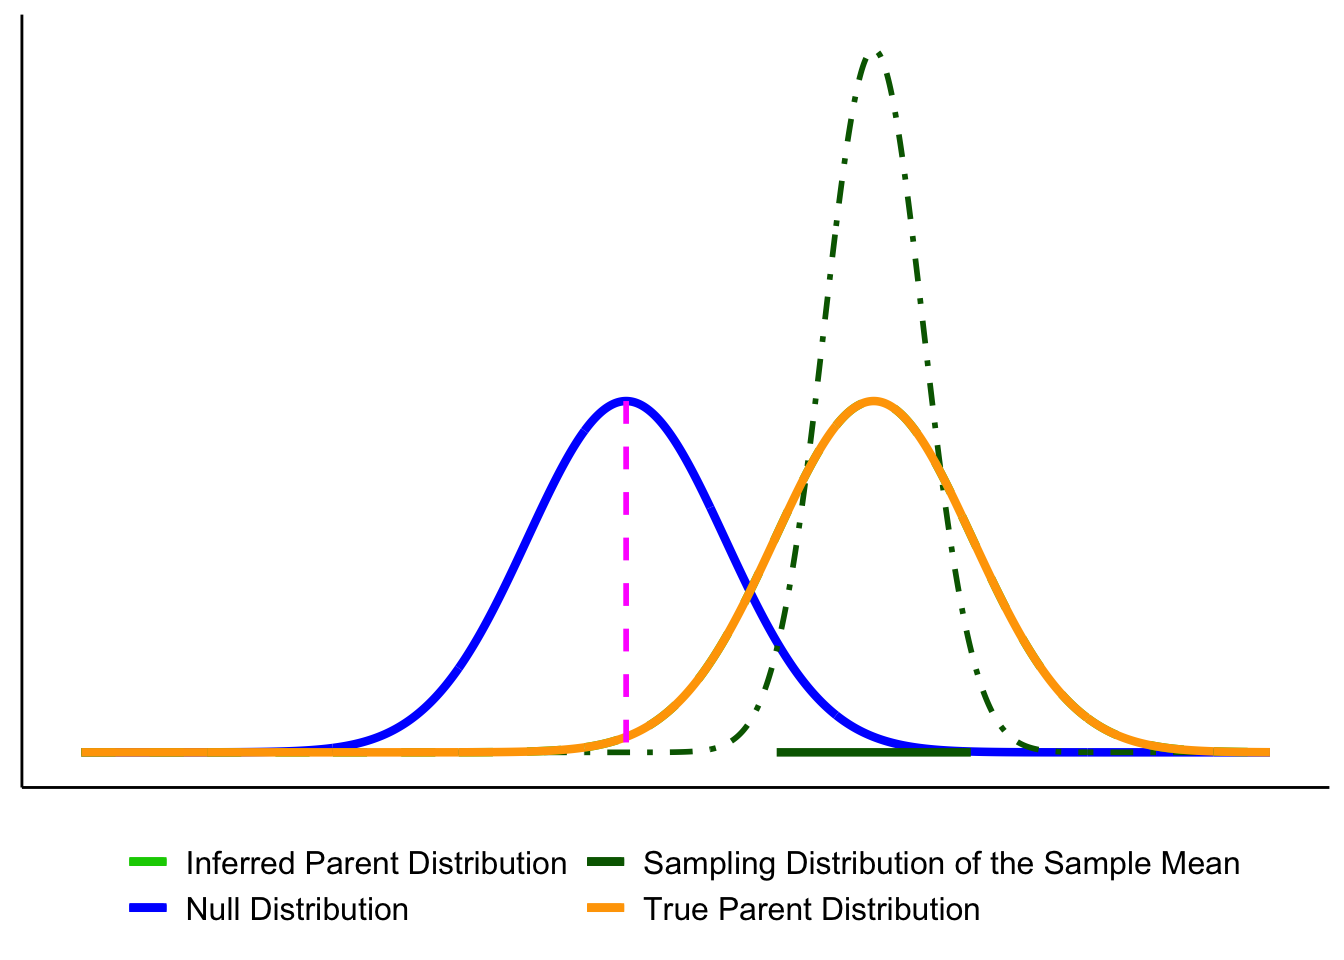 Inferred Parent Distribution
Sampling Distribution of the Sample Mean
Null Distribution
True Parent Distribution